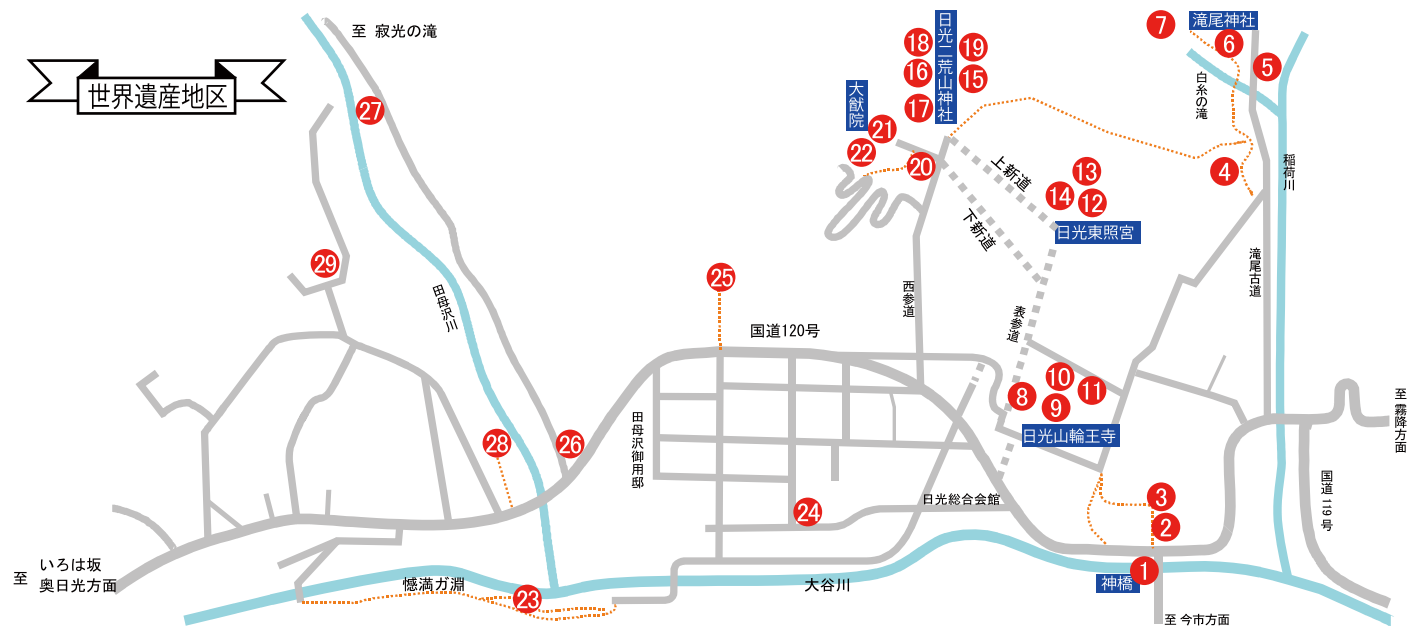 世界遺産地区
至 寂光の滝
27
29
田母沢川
28
26
25
国道120号
田母沢御用邸
24
日光総合会館
至
いろは坂
奥日光方面
憾満ガ淵
23
大谷川
大猷院
21
22
20
日光二荒山神社
18
19
16
15
17
上新道
下新道
西参道
表参道
13
14
12
日光東照宮
7
滝尾神社
6
5
白糸の滝
4
稲荷川
滝尾古道
10
11
8
9
日光山輪王寺
3
2
1
神橋
至 今市方面
国道119号
至 霧降方面